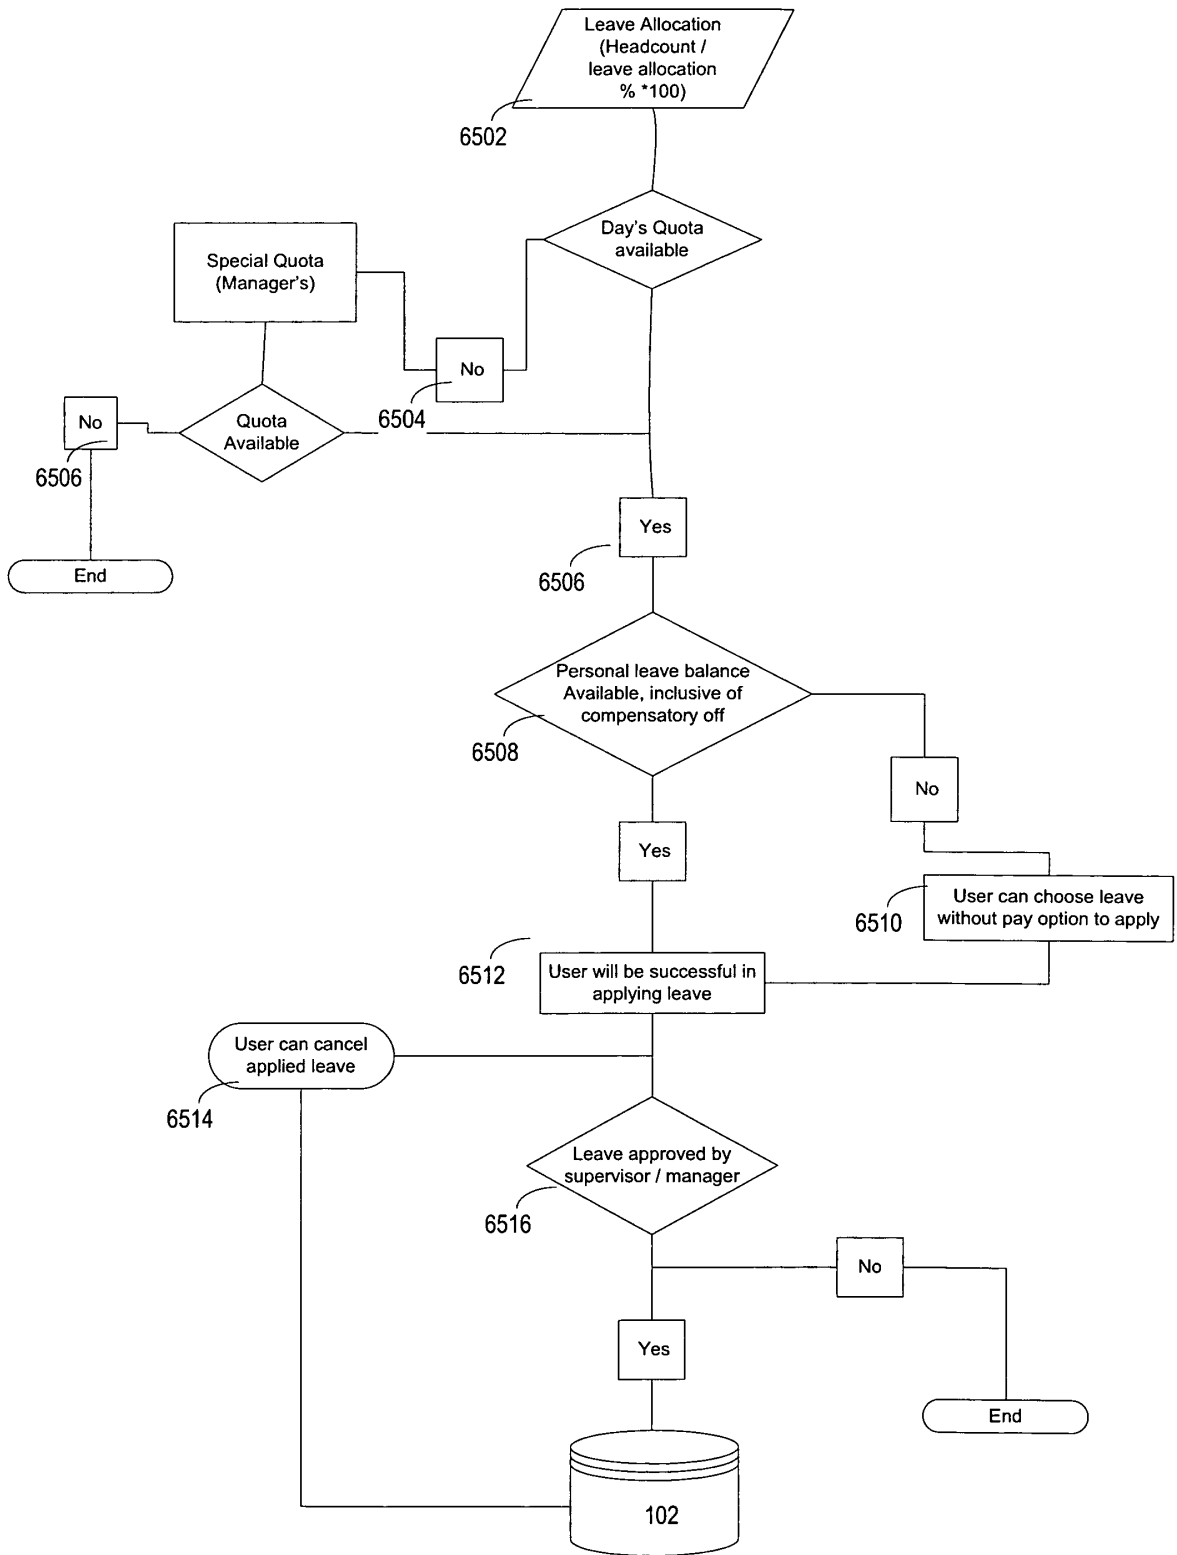 Leave Allocation
(Headcount /
leave allocation
% *100)
6502
Day's Quota
available
Special Quota
(Manager's)
No
6504
No
6506
Quota
Available
End
Yes
6506
Personal leave balance
Available, inclusive of
compensatory off
6508
No
Yes
User can choose leave
without pay option to apply
6510
6512
User will be successful in
applying leave
User can cancel
applied leave
6514
Leave approved by
supervisor / manager
6516
No
Yes
End
102